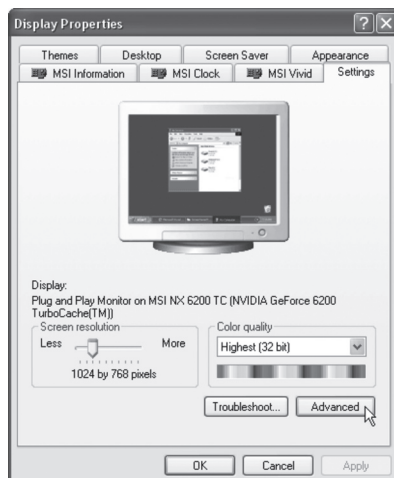 Display Properties
Themes Desktop Screen Saver Appearance
MSI Information MSI Clock MSI Vivid Settings
Display:
Plug and Play Monitor on MSI NX 6200 TC (NVIDIA GeForce 6200
TurboCache(TM))
Screen resolution Color quality
Less More Highest (32 bit)
1024 by 768 pixels
Troubleshoot... Advanced
OK Cancel Apply